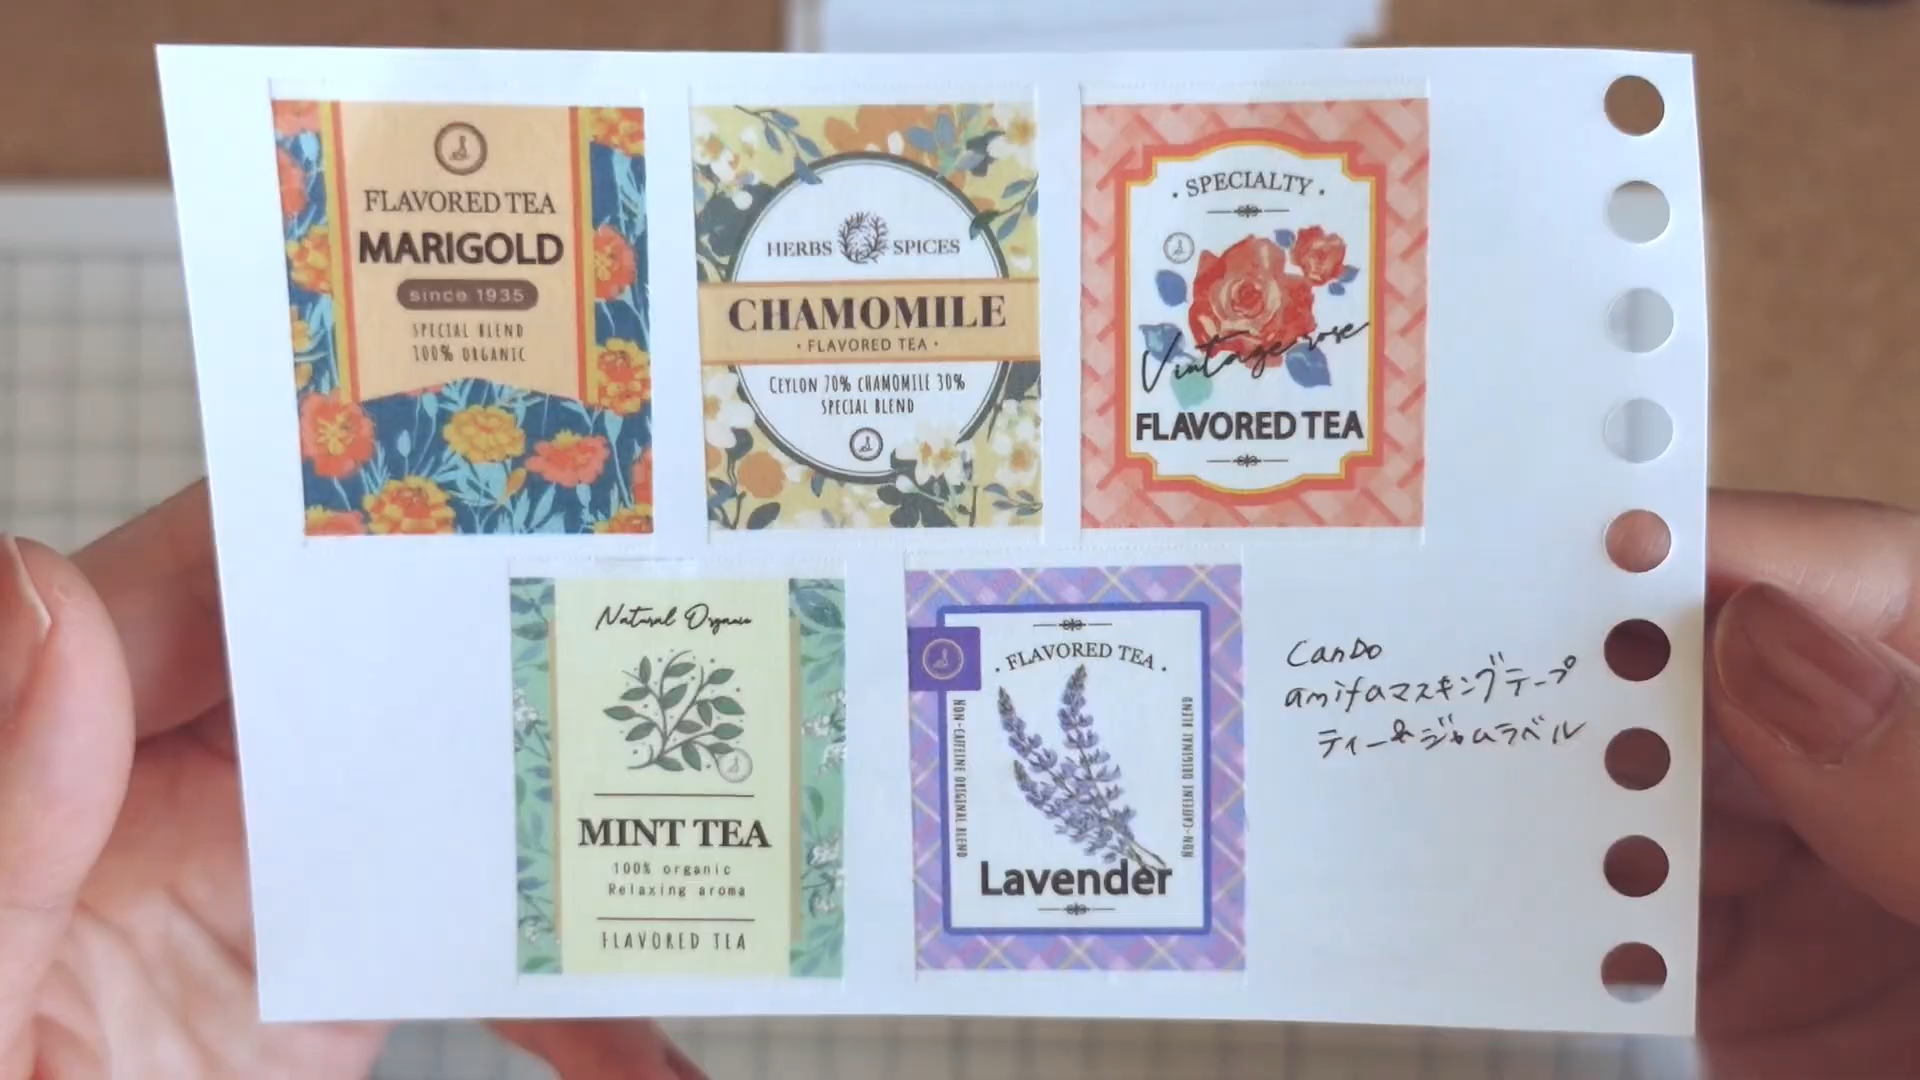 FLAVORED TEA
MARIGOLD
since 1935
SPECIAL BLEND
100% ORGANIC
HERBS SPICES
CHAMOMILE
· FLAVORED TEA ·
CEYLON 70% CHAMOMILE 30%
SPECIAL BLEND
· SPECIALTY ·
Vintage rose
FLAVORED TEA
Natural Organic
MINT TEA
100% organic
Relaxing aroma
FLAVORED TEA
· FLAVORED TEA ·
NON-CAFFEINE ORIGINAL BLEND
NON-CAFFEINE ORIGINAL BLEND
Lavender
CanDo
amifaマスキングテープ
ティー&ジャムラベル